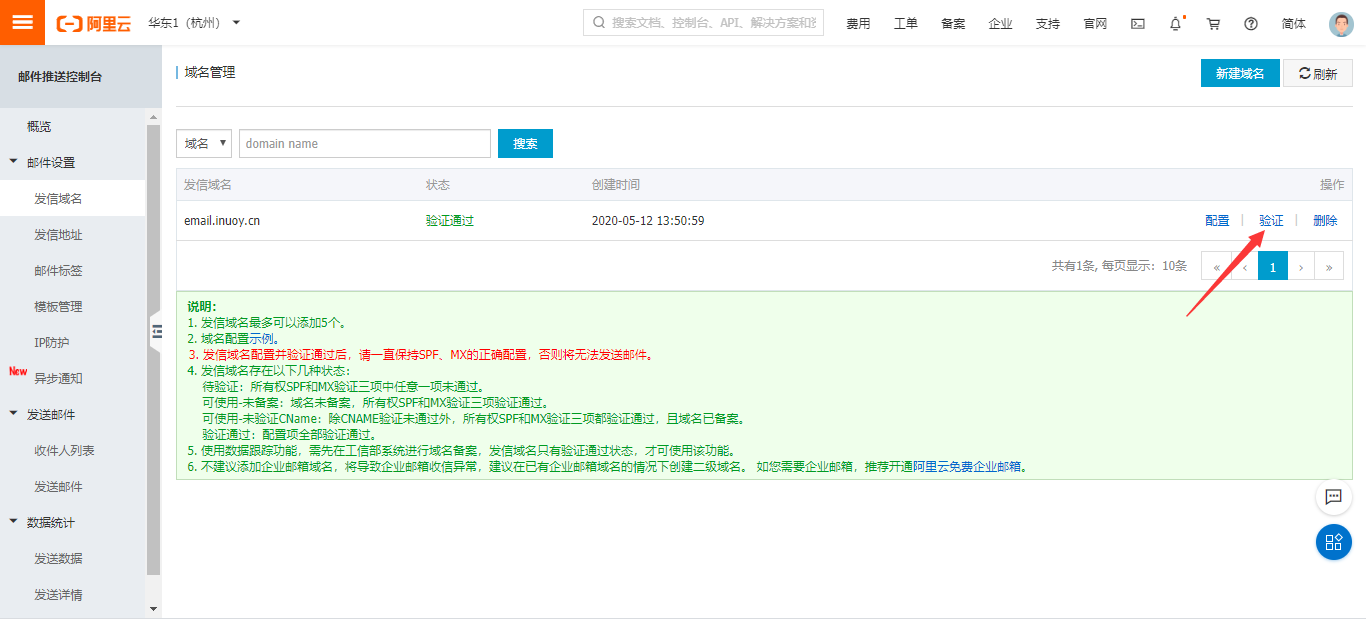 阿里云 华东1（杭州） 搜索文档、控制台、API、解决方案和资 费用 工单 备案 企业 支持 官网 简体
邮件推送控制台
概览
邮件设置
发信域名
发信地址
邮件标签
模板管理
IP防护
New 异步通知
发送邮件
收件人列表
发送邮件
数据统计
发送数据
发送详情
域名管理 新建域名 刷新
域名 domain name 搜索
发信域名 状态 创建时间 操作
email.inuoy.cn 验证通过 2020-05-12 13:50:59 配置 | 验证 | 删除
共有1条, 每页显示：10条 « ‹ 1 › »
说明：
1. 发信域名最多可以添加5个。
2. 域名配置示例。
3. 发信域名配置并验证通过后，请一直保持SPF、MX的正确配置，否则将无法发送邮件。
4. 发信域名存在以下几种状态：
待验证：所有权SPF和MX验证三项中任意一项未通过。
可使用-未备案：域名未备案，所有权SPF和MX验证三项验证通过。
可使用-未验证CName：除CNAME验证未通过外，所有权SPF和MX验证三项都验证通过，且域名已备案。
验证通过：配置项全部验证通过。
5. 使用数据跟踪功能，需先在工信部系统进行域名备案，发信域名只有验证通过状态，才可使用该功能。
6. 不建议添加企业邮箱域名，将导致企业邮箱收信异常，建议在已有企业邮箱域名的情况下创建二级域名。 如您需要企业邮箱，推荐开通阿里云免费企业邮箱。